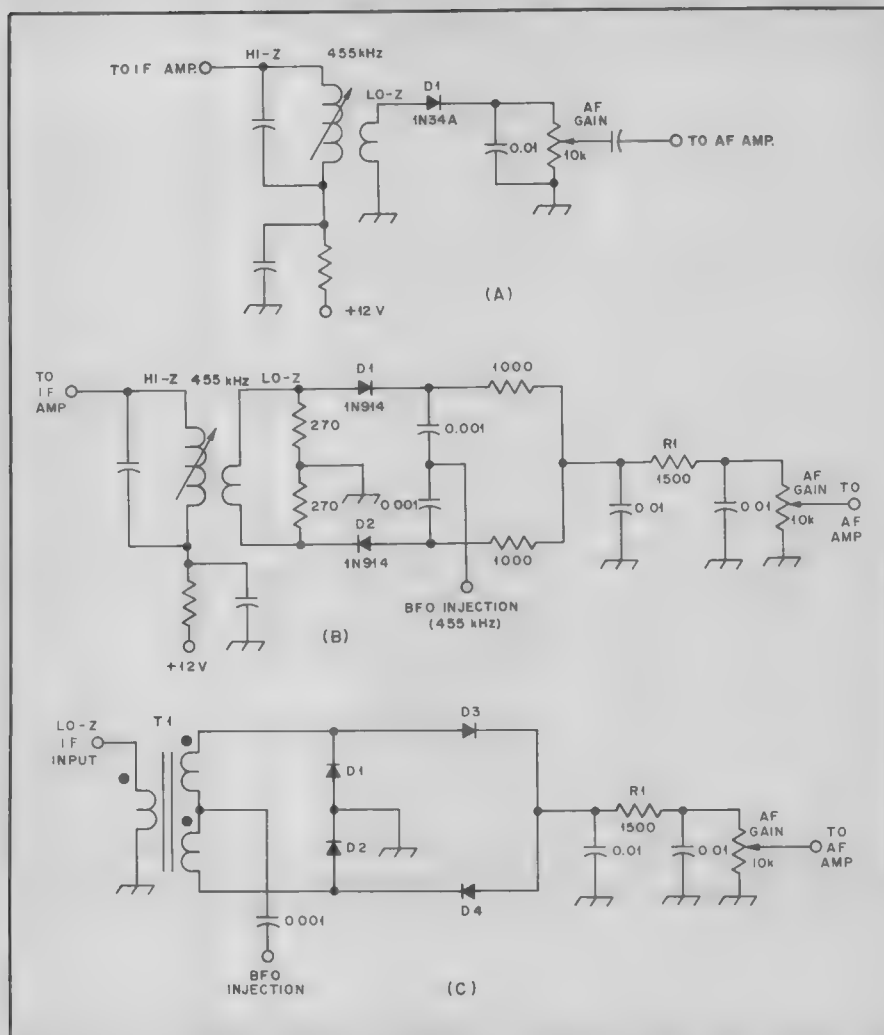 HI-Z 455kHz
TO IF AMP.
LO-Z D1
1N34A
AF
GAIN
0.01
10k
TO AF AMP.
+12V
(A)
TO
IF
AMP
HI-Z 455kHz LO-Z
D1
1N914
1000
270
0.001
270
0.001
D2
1N914
1000
R1
1500
0.01
0.01
AF
GAIN
10k
TO
AF
AMP
BFO INJECTION
(455 kHz)
(B)
+12V
LO-Z
IF
INPUT
T1
D3
D1
D2
D4
R1
1500
0.01
0.01
AF
GAIN
10k
TO
AF
AMP
0.001
BFO
INJECTION
(C)